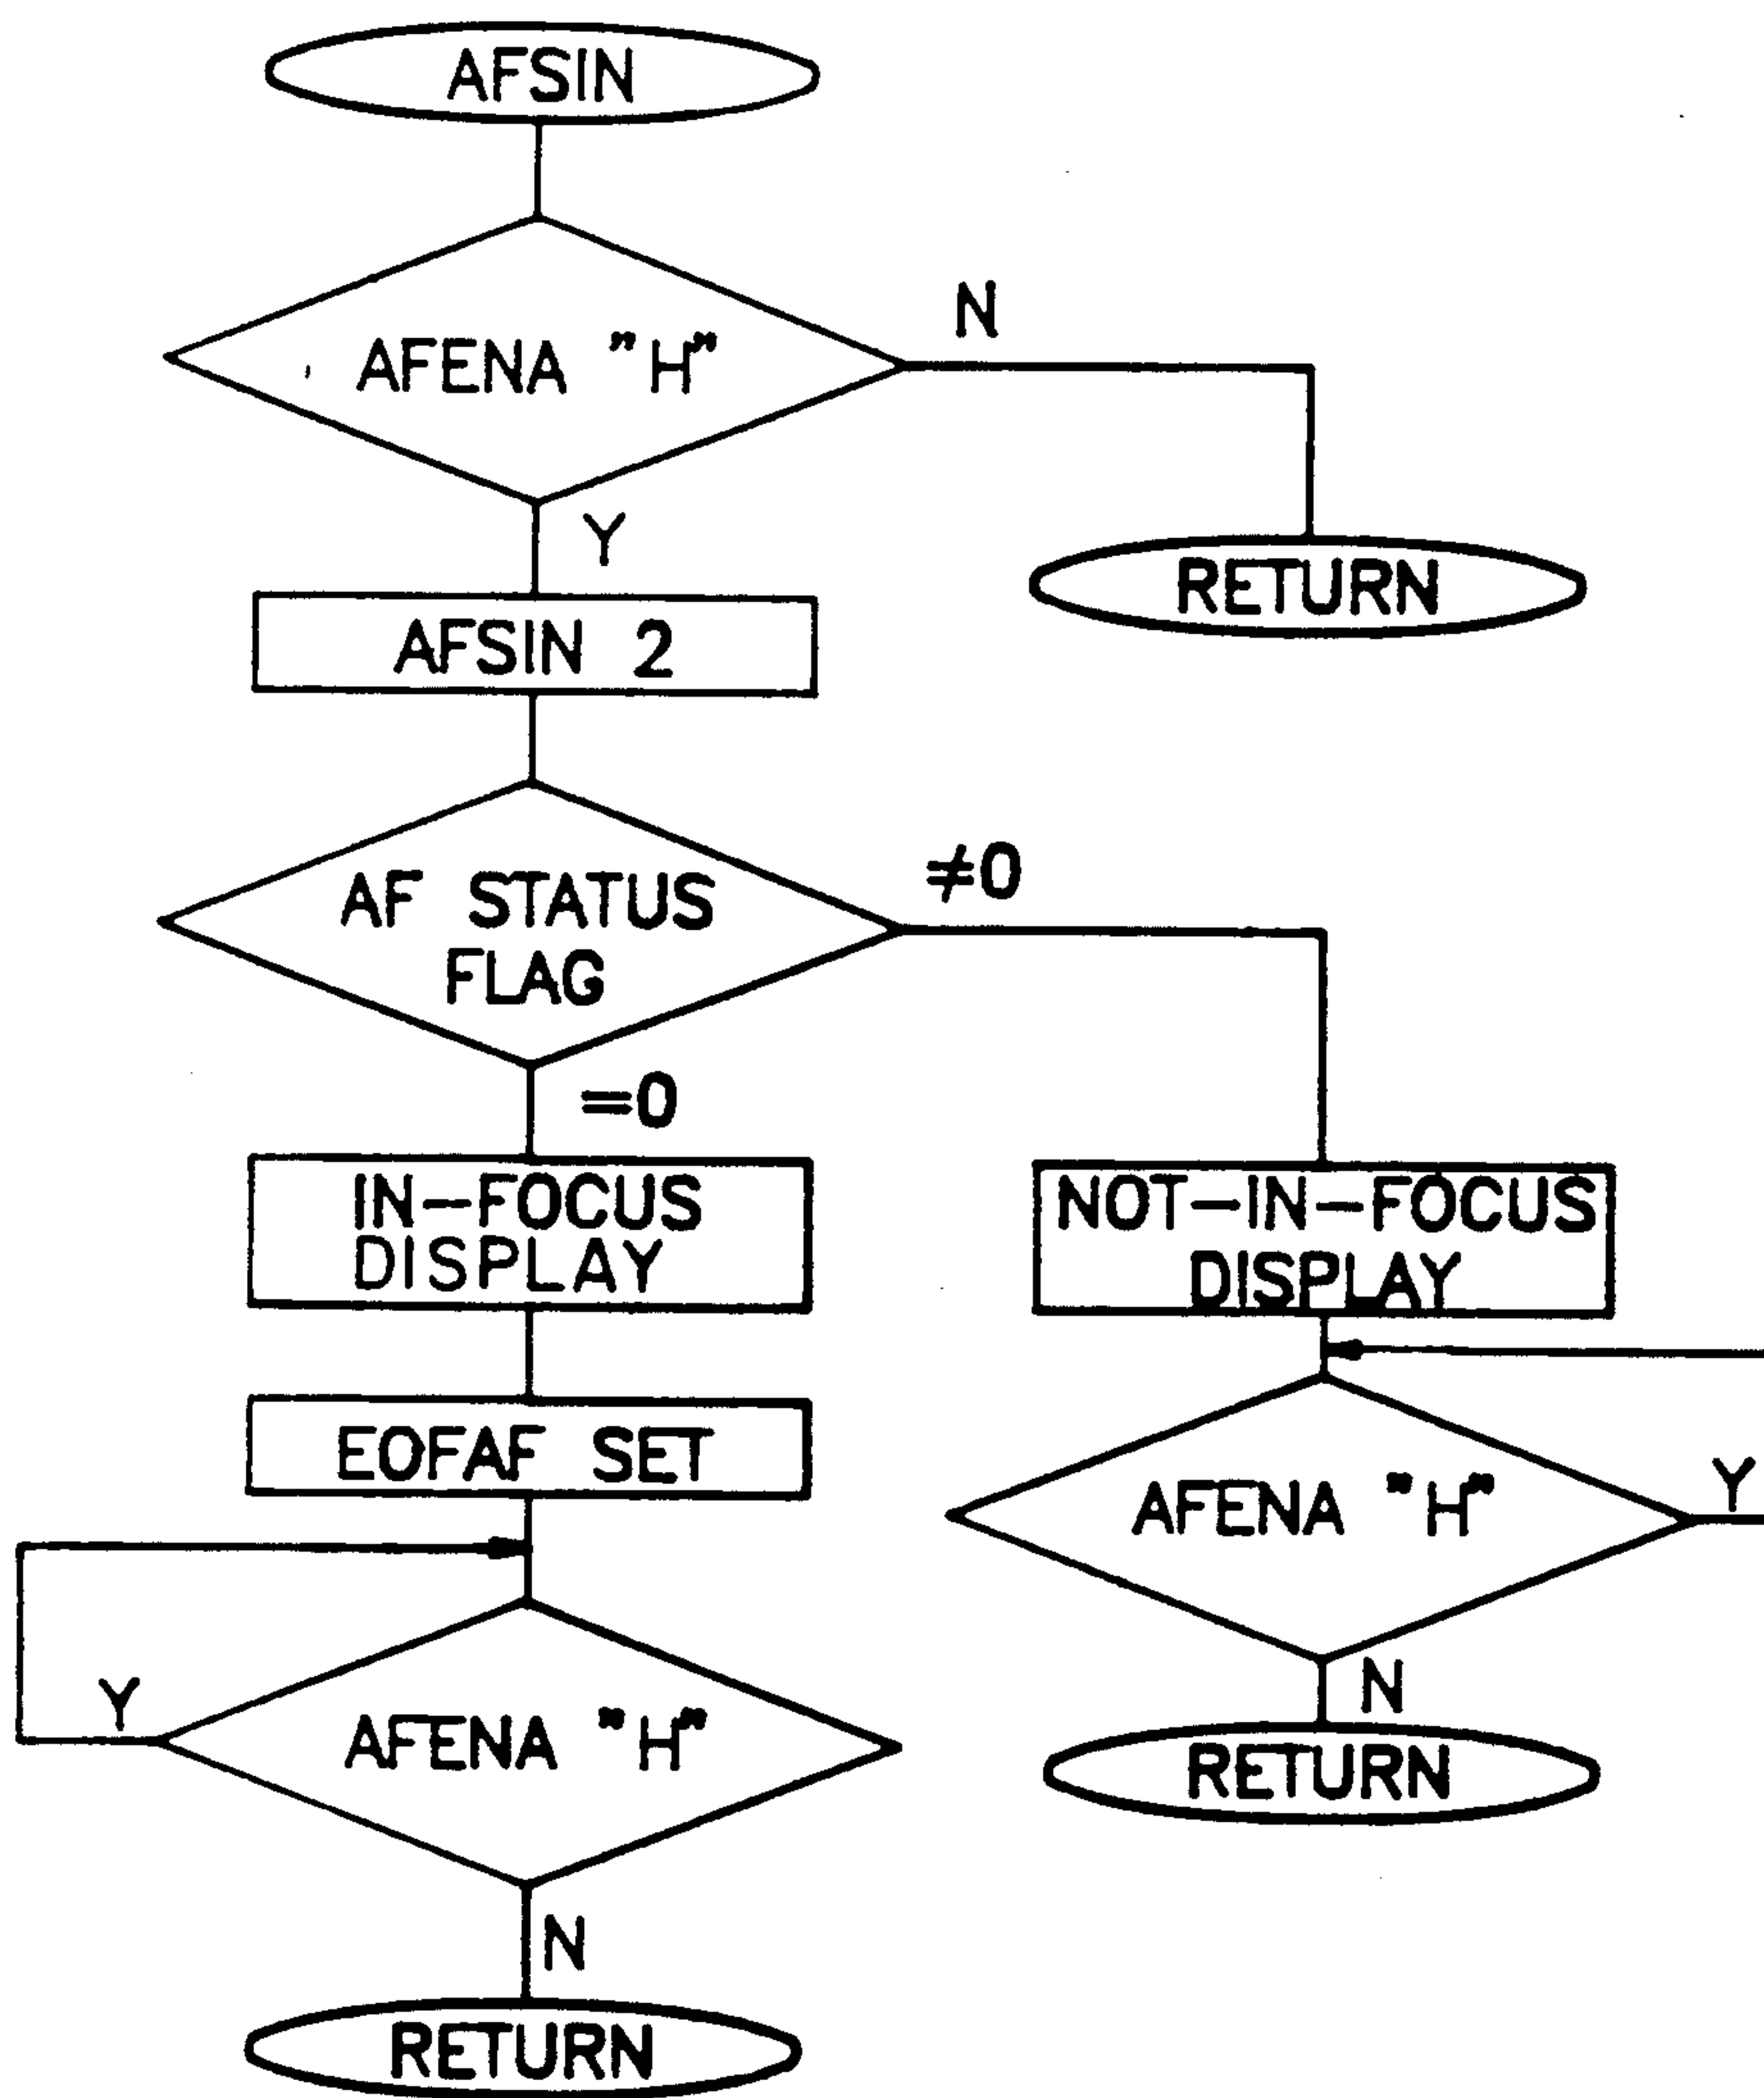 AFSIN
AFENA "H"
N
Y
RETURN
AFSIN 2
AF STATUS
FLAG
≠0
=0
IN-FOCUS
DISPLAY
NOT-IN-FOCUS
DISPLAY
EOFAF SET
AFENA "H"
Y
N
RETURN
Y
AFENA "H"
N
RETURN